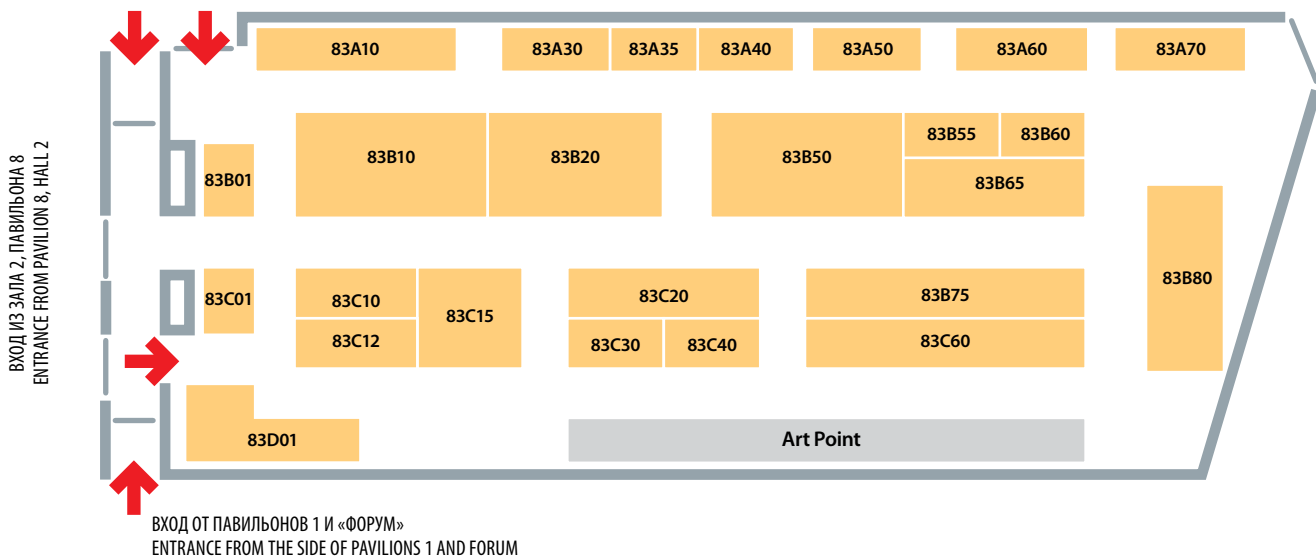 83A10
83A30
83A35
83A40
83A50
83A60
83A70
83B01
83B10
83B20
83B50
83B55
83B60
83B65
83B80
83C01
83C10
83C12
83C15
83C20
83C30
83C40
83B75
83C60
83D01
Art Point
ВХОД ИЗ ЗАЛА 2, ПАВИЛЬОНА 8
ENTRANCE FROM PAVILION 8, HALL 2
ВХОД ОТ ПАВИЛЬОНОВ 1 И «ФОРУМ»
ENTRANCE FROM THE SIDE OF PAVILIONS 1 AND FORUM